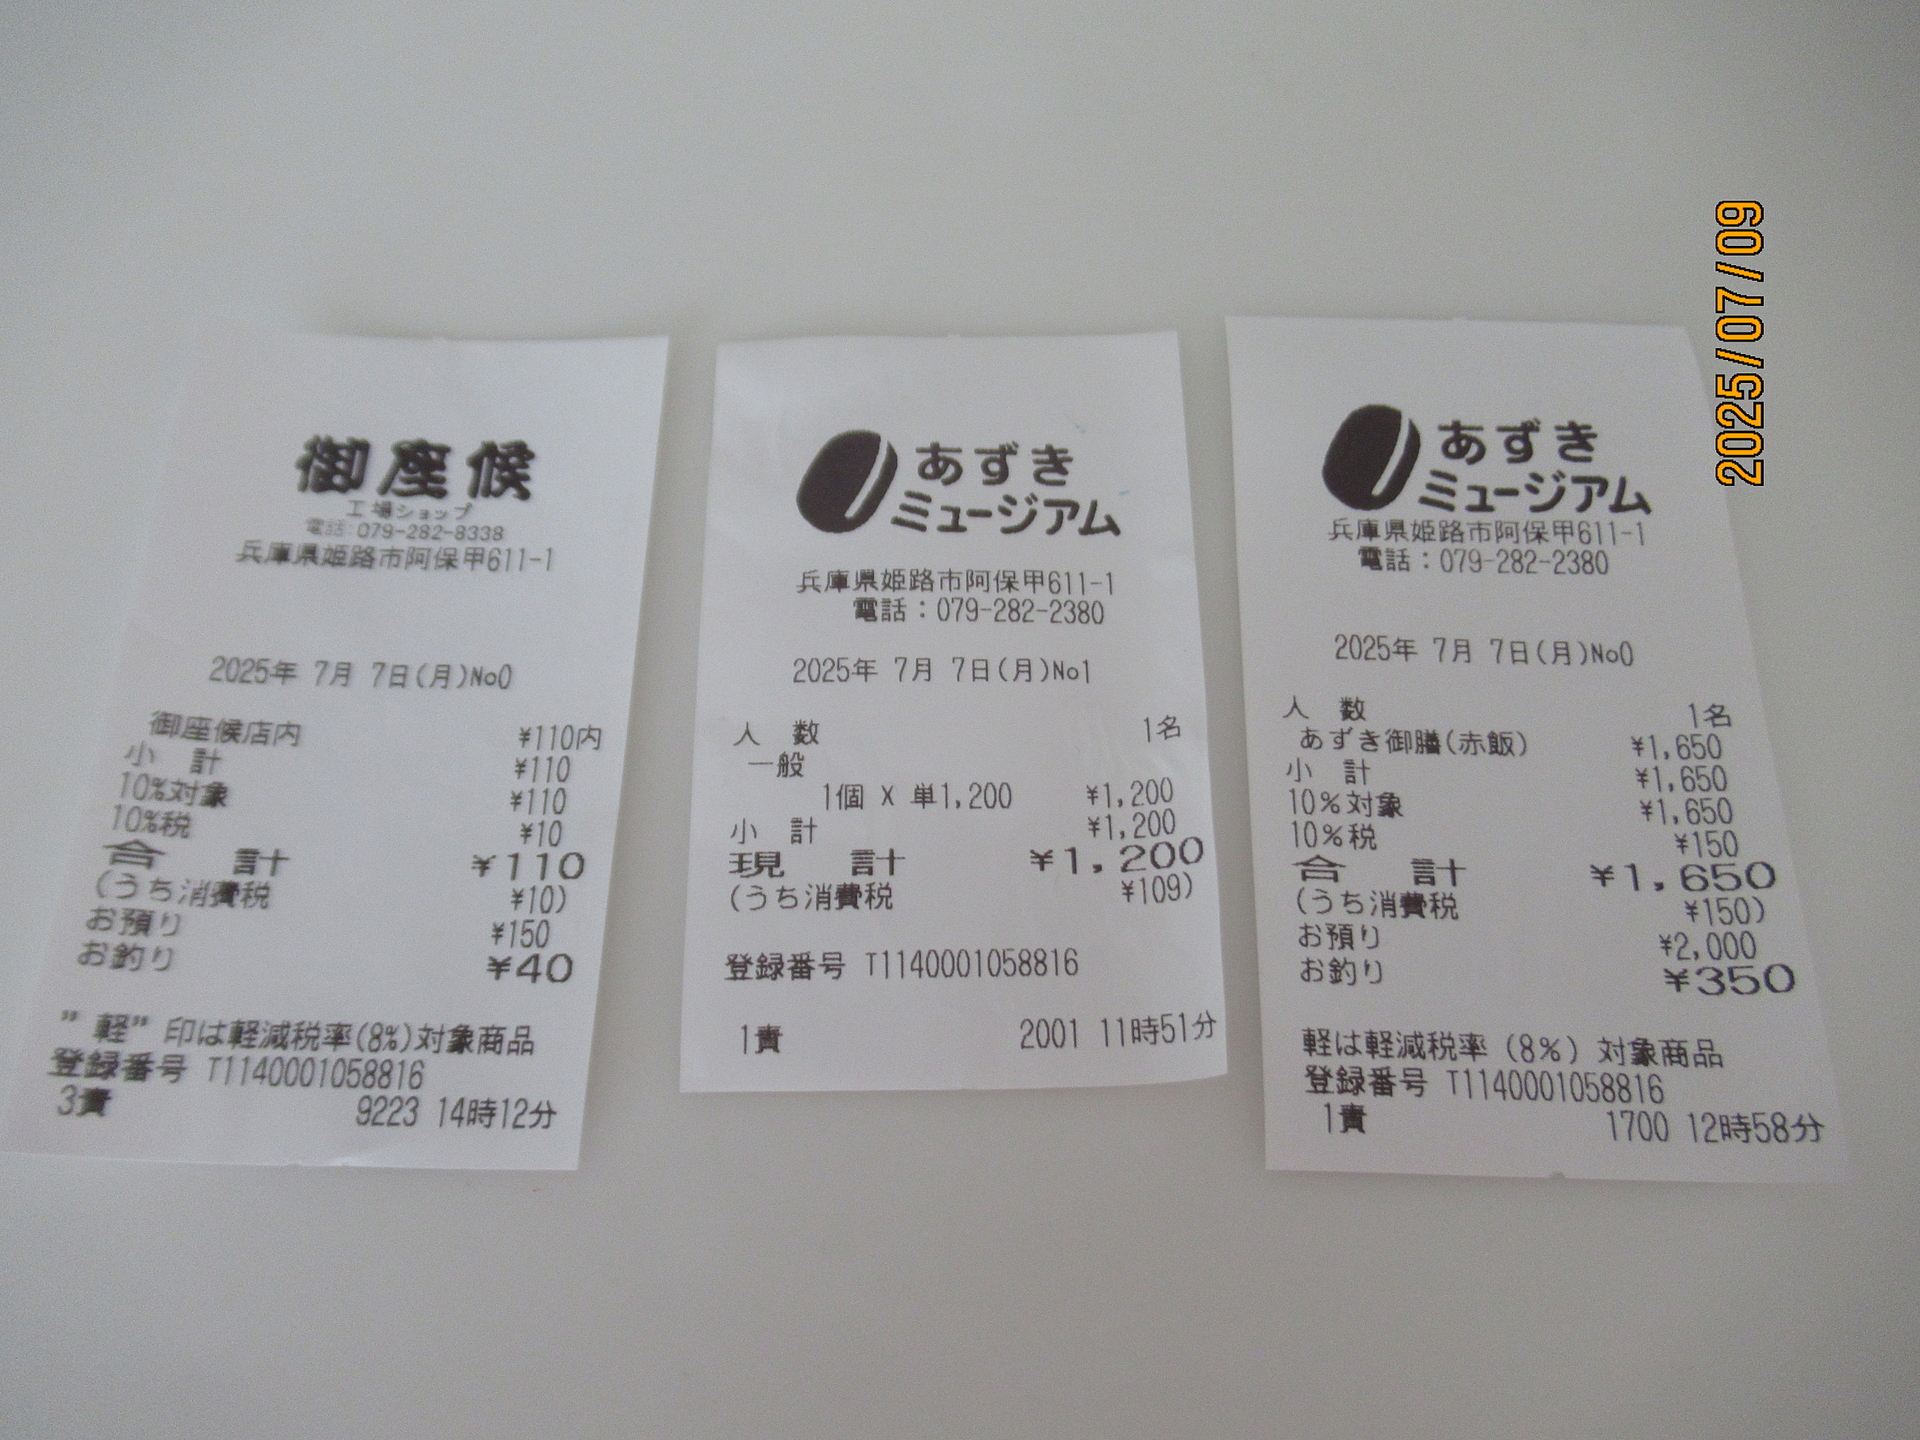 御座候
工場ショップ
電話:079-282-8338
兵庫県姫路市阿保甲611-1
2025年 7月 7日(月)No0
御座候店内 ¥110内
小 計 ¥110
10%対象 ¥110
10%税 ¥10
合 計 ¥110
(うち消費税 ¥10)
お預り ¥150
お釣り ¥40
”軽” 印は軽減税率(8%)対象商品
登録番号 T1140001058816
3責 9223 14時12分
あずき
ミュージアム
兵庫県姫路市阿保甲611-1
電話:079-282-2380
2025年 7月 7日(月)No1
人 数 1名
一般
1個 X 単1,200 ¥1,200
小 計 ¥1,200
現 計 ¥1,200
(うち消費税 ¥109)
登録番号 T1140001058816
1責 2001 11時51分
あずき
ミュージアム
兵庫県姫路市阿保甲611-1
電話:079-282-2380
2025年 7月 7日(月)No0
人 数 1名
あずき御膳(赤飯) ¥1,650
小 計 ¥1,650
10%対象 ¥1,650
10%税 ¥150
合 計 ¥1,650
(うち消費税 ¥150)
お預り ¥2,000
お釣り ¥350
軽は軽減税率(8%)対象商品
登録番号 T1140001058816
1責 1700 12時58分
2025/07/09